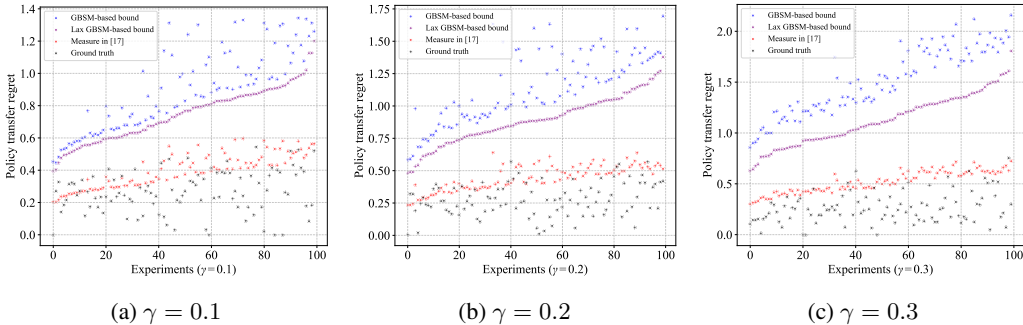 Policy transfer regret
1.4
1.2
1.0
0.8
0.6
0.4
0.2
0.0
GBSM-based bound
Lax GBSM-based bound
Measure in [17]
Ground truth
0 20 40 60 80 100
Experiments (γ = 0.1)
(a) γ = 0.1
Policy transfer regret
1.75
1.50
1.25
1.00
0.75
0.50
0.25
0.00
GBSM-based bound
Lax GBSM-based bound
Measure in [17]
Ground truth
0 20 40 60 80 100
Experiments (γ = 0.2)
(b) γ = 0.2
Policy transfer regret
2.0
1.5
1.0
0.5
0.0
GBSM-based bound
Lax GBSM-based bound
Measure in [17]
Ground truth
0 20 40 60 80 100
Experiments (γ = 0.3)
(c) γ = 0.3